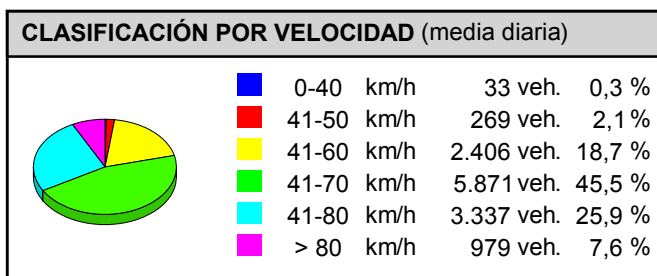 CLASIFICACIÓN POR VELOCIDAD (media diaria)
0-40 km/h 33 veh. 0,3 %
41-50 km/h 269 veh. 2,1 %
41-60 km/h 2.406 veh. 18,7 %
41-70 km/h 5.871 veh. 45,5 %
41-80 km/h 3.337 veh. 25,9 %
> 80 km/h 979 veh. 7,6 %